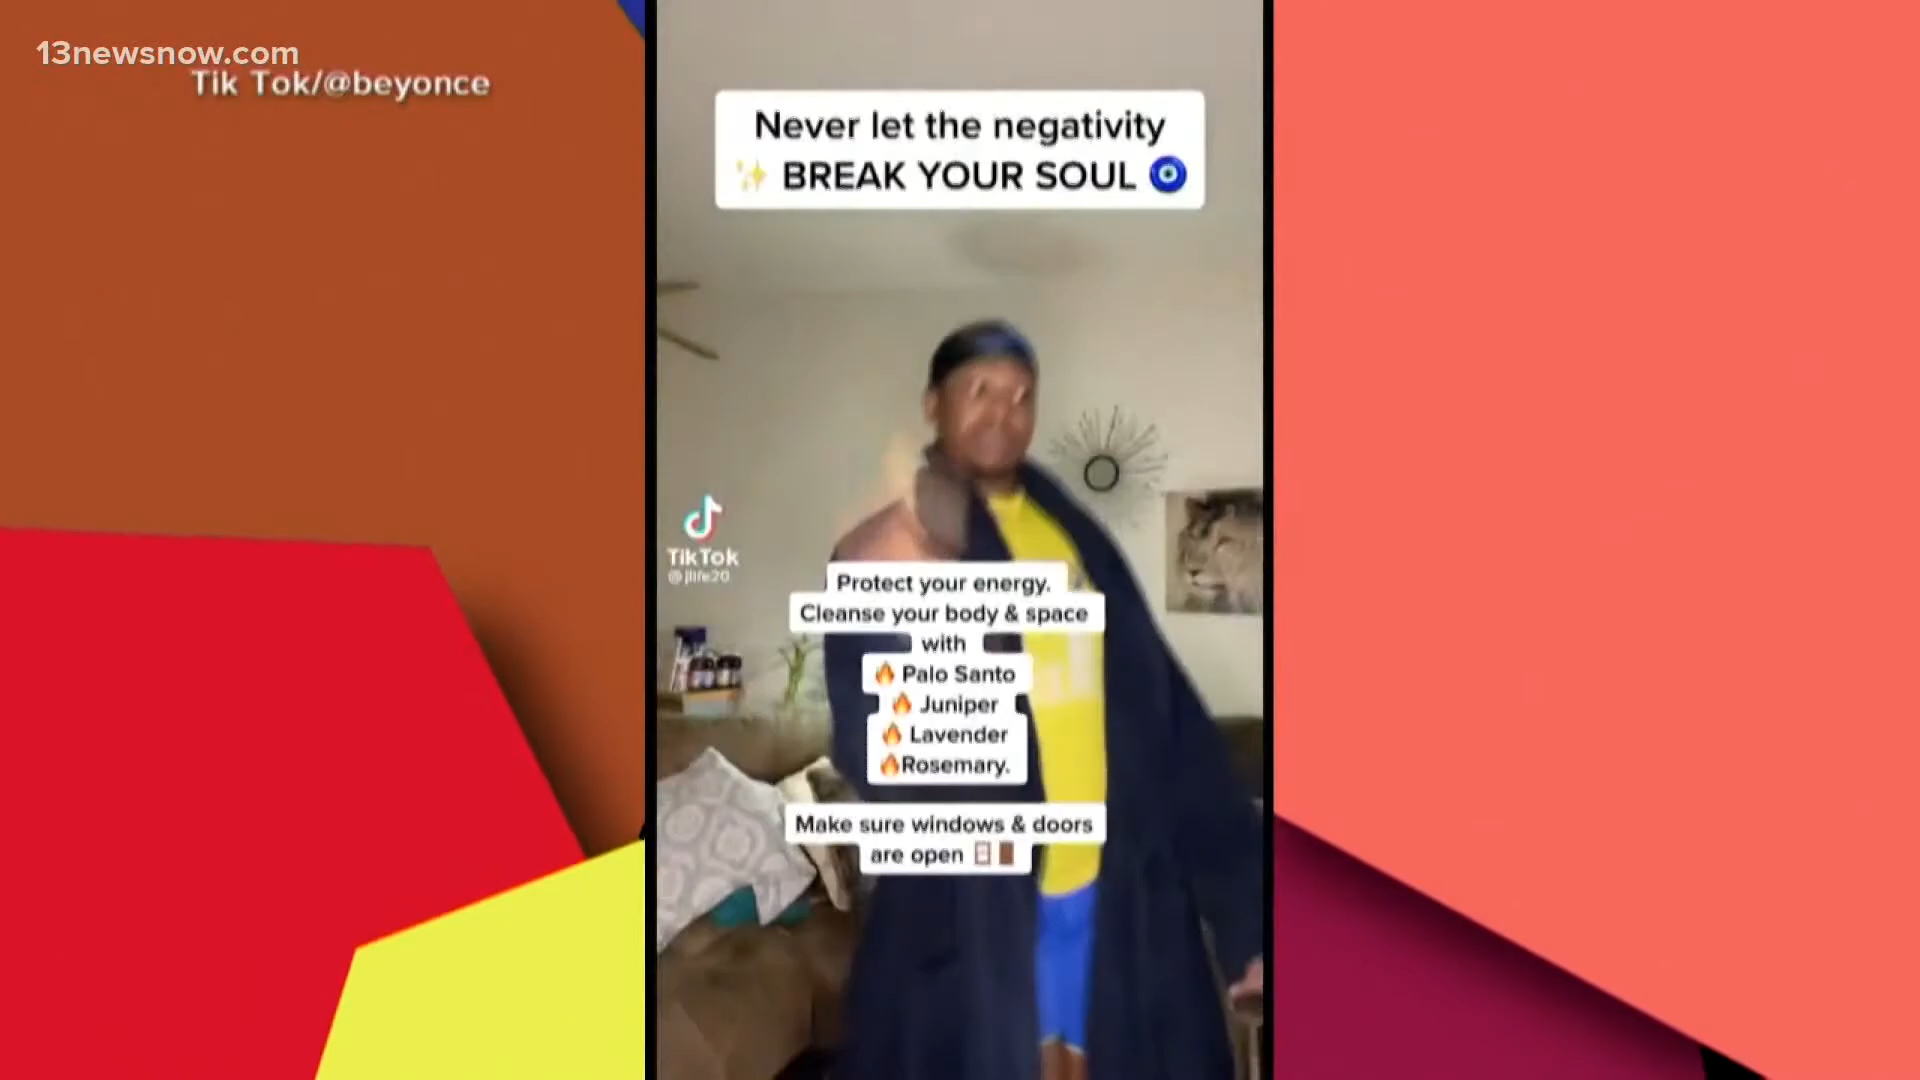 13newsnow.com
Tik Tok/@beyonce
Never let the negativity
✨ BREAK YOUR SOUL 🧿
TikTok
@jlife20
Protect your energy.
Cleanse your body & space
with
🔥 Palo Santo
🔥 Juniper
🔥 Lavender
🔥Rosemary.
Make sure windows & doors
are open 🪟🚪